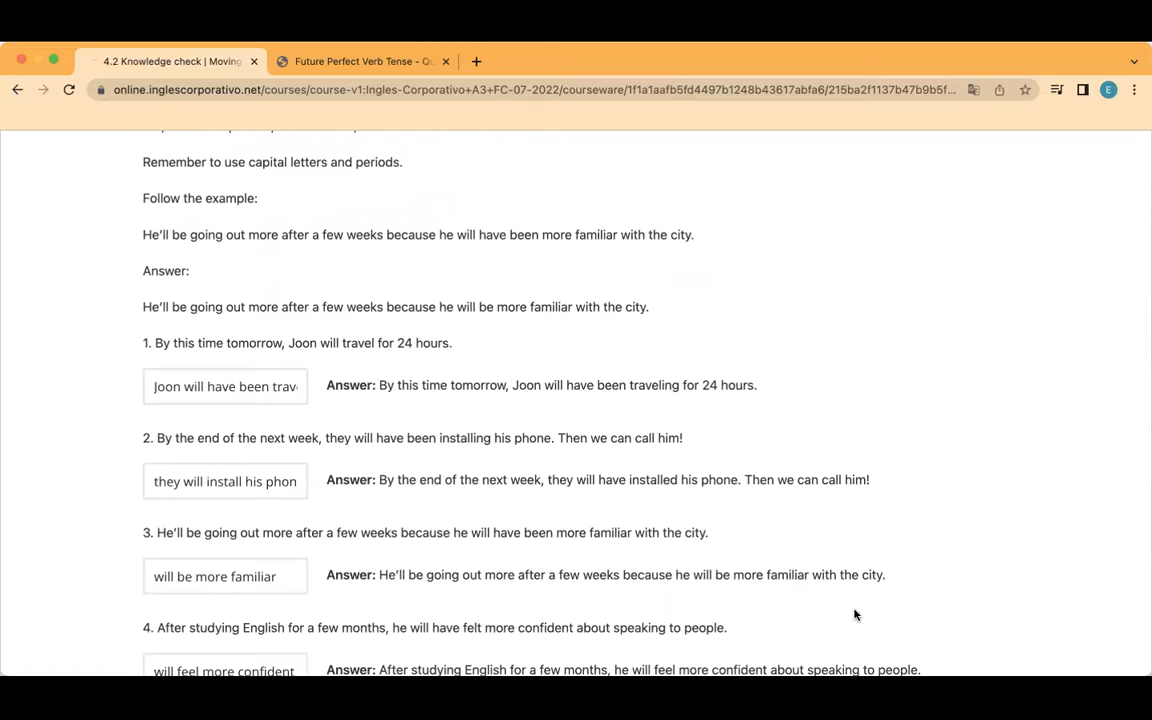 4.2 Knowledge check | Moving
Future Perfect Verb Tense - Qu
online.inglescorporativo.net/courses/course-v1:Ingles-Corporativo+A3+FC-07-2022/courseware/1f1a1aafb5fd4497b1248b43617abfa6/215ba2f1137b47b9b5f...
E
Remember to use capital letters and periods.
Follow the example:
He'll be going out more after a few weeks because he will have been more familiar with the city.
Answer:
He'll be going out more after a few weeks because he will be more familiar with the city.
1. By this time tomorrow, Joon will travel for 24 hours.
Joon will have been trav
Answer: By this time tomorrow, Joon will have been traveling for 24 hours.
2. By the end of the next week, they will have been installing his phone. Then we can call him!
they will install his phon
Answer: By the end of the next week, they will have installed his phone. Then we can call him!
3. He'll be going out more after a few weeks because he will have been more familiar with the city.
will be more familiar
Answer: He'll be going out more after a few weeks because he will be more familiar with the city.
4. After studying English for a few months, he will have felt more confident about speaking to people.
will feel more confident
Answer: After studying English for a few months, he will feel more confident about speaking to people.